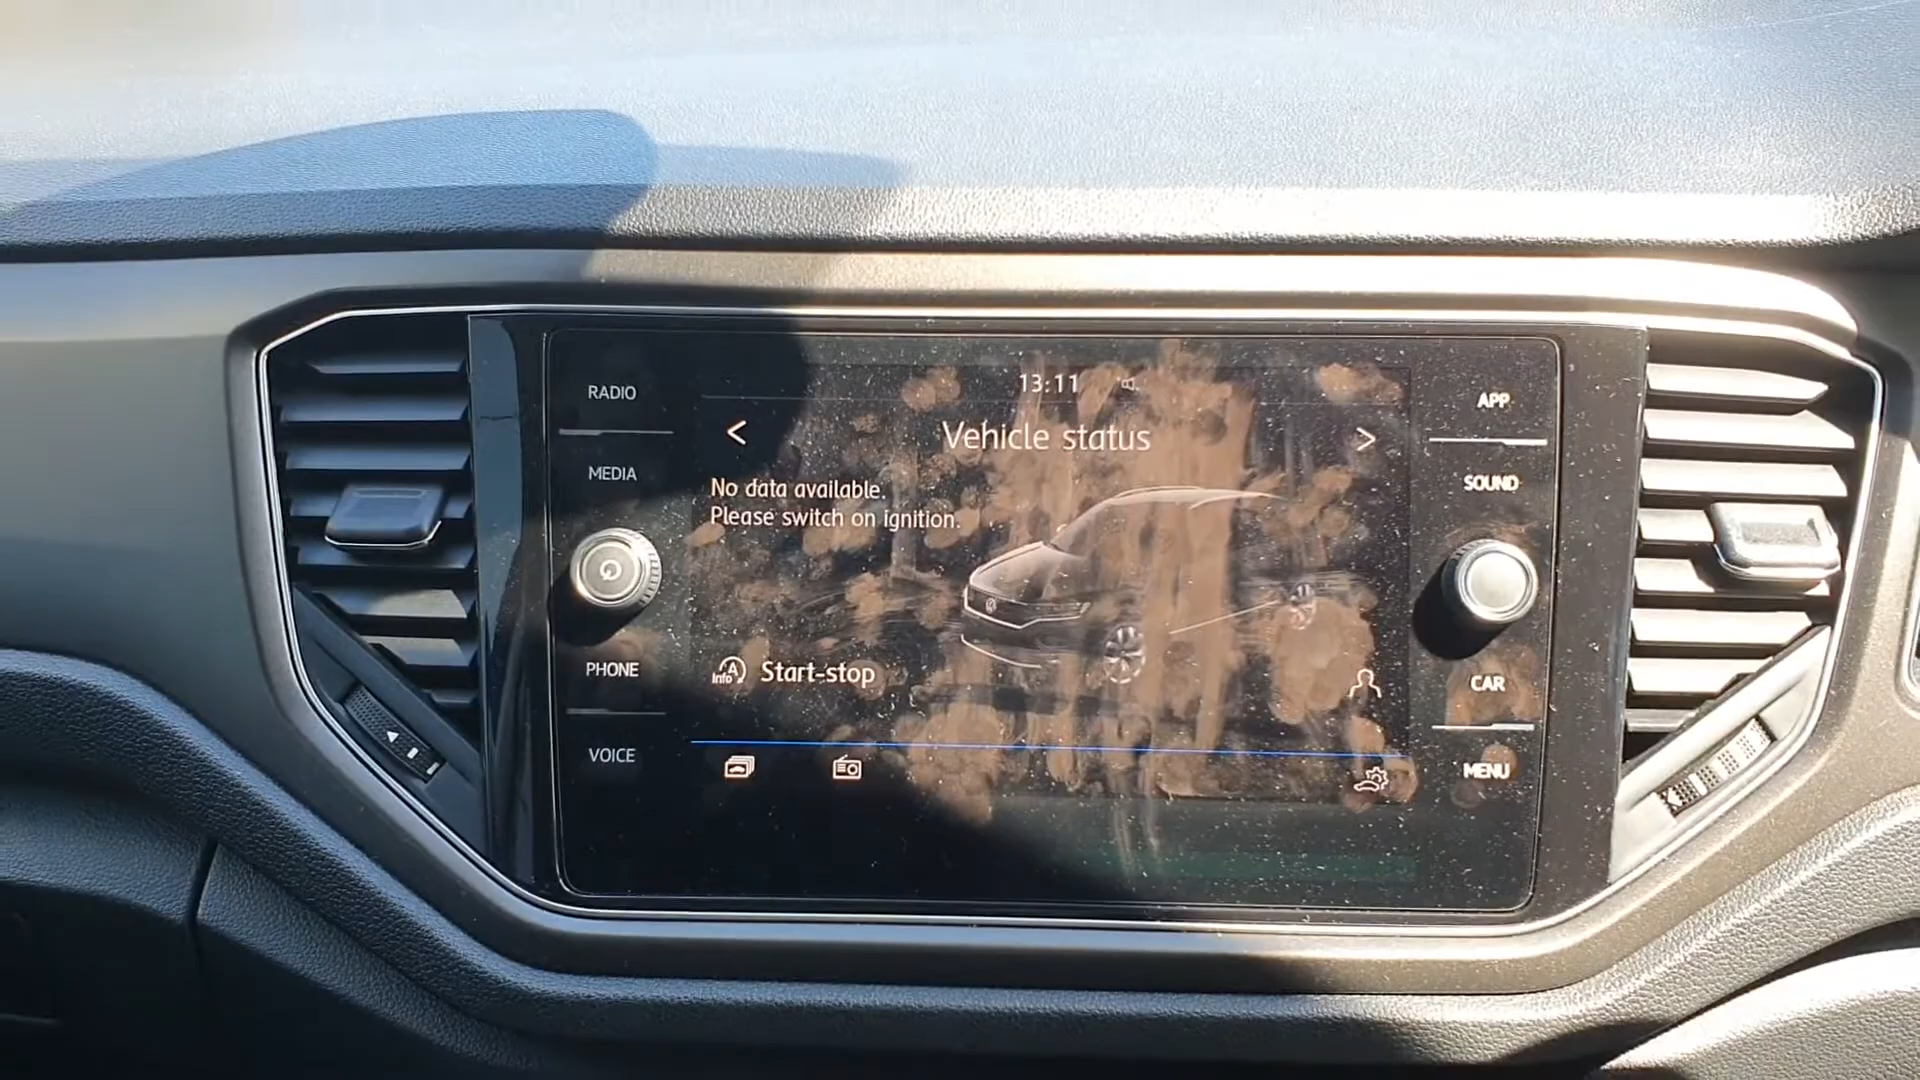 RADIO
MEDIA
PHONE
VOICE
13:11
Vehicle status
No data available.
Please switch on ignition.
Info A Start-stop
APP
SOUND
CAR
MENU